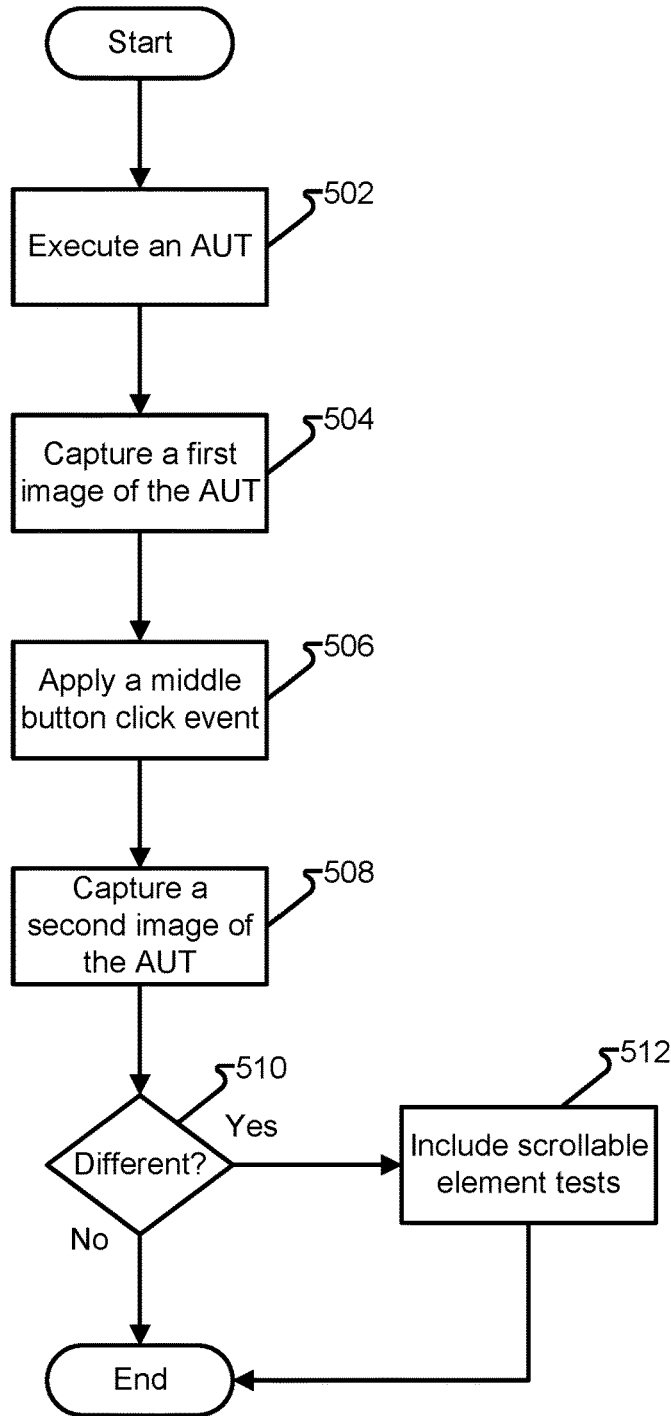 Start
502
Execute an AUT
504
Capture a first
image of the AUT
506
Apply a middle
button click event
508
Capture a
second image of
the AUT
510
Different?
Yes
512
Include scrollable
element tests
No
End